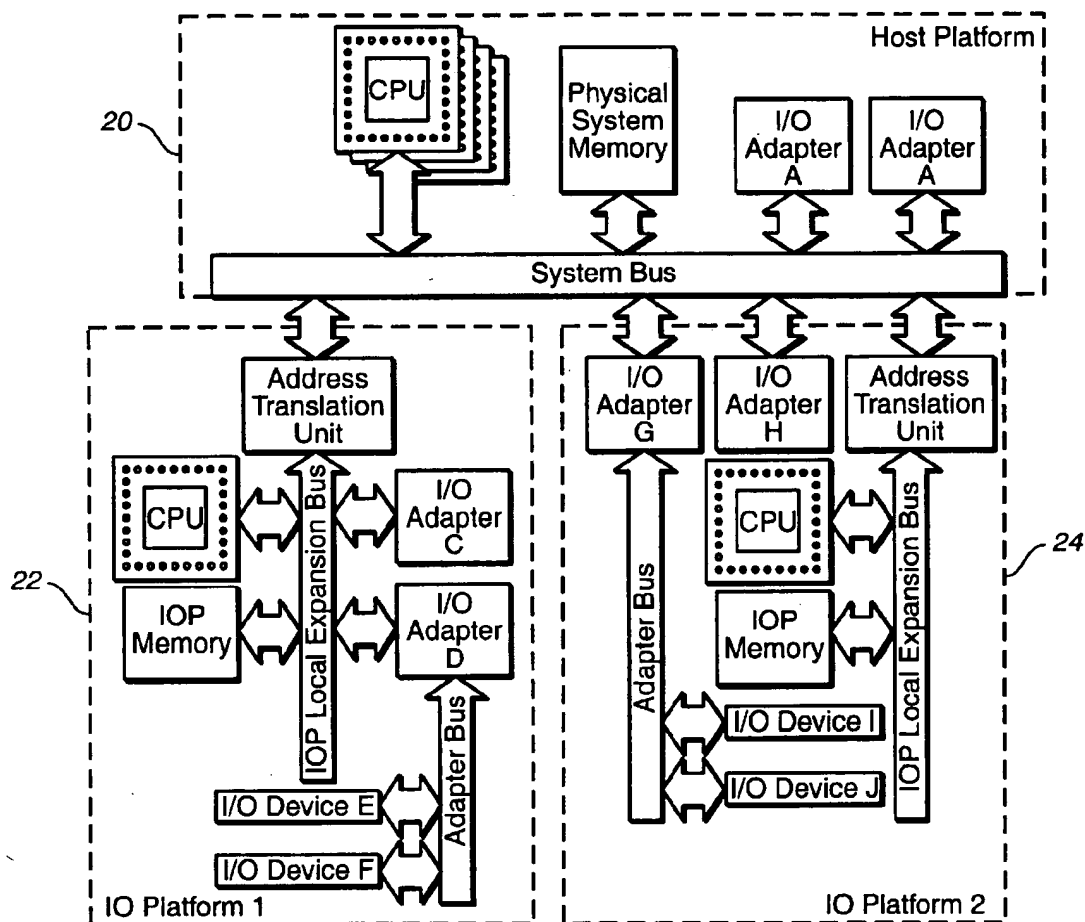 Host Platform
20
CPU
Physical
System
Memory
I/O
Adapter
A
I/O
Adapter
A
System Bus
Address
Translation
Unit
CPU
IOP
Memory
IOP Local Expansion Bus
I/O
Adapter
C
I/O
Adapter
D
Adapter Bus
I/O Device E
I/O Device F
22
IO Platform 1
I/O
Adapter
G
I/O
Adapter
H
Address
Translation
Unit
CPU
IOP
Memory
Adapter Bus
IOP Local Expansion Bus
I/O Device I
I/O Device J
24
IO Platform 2